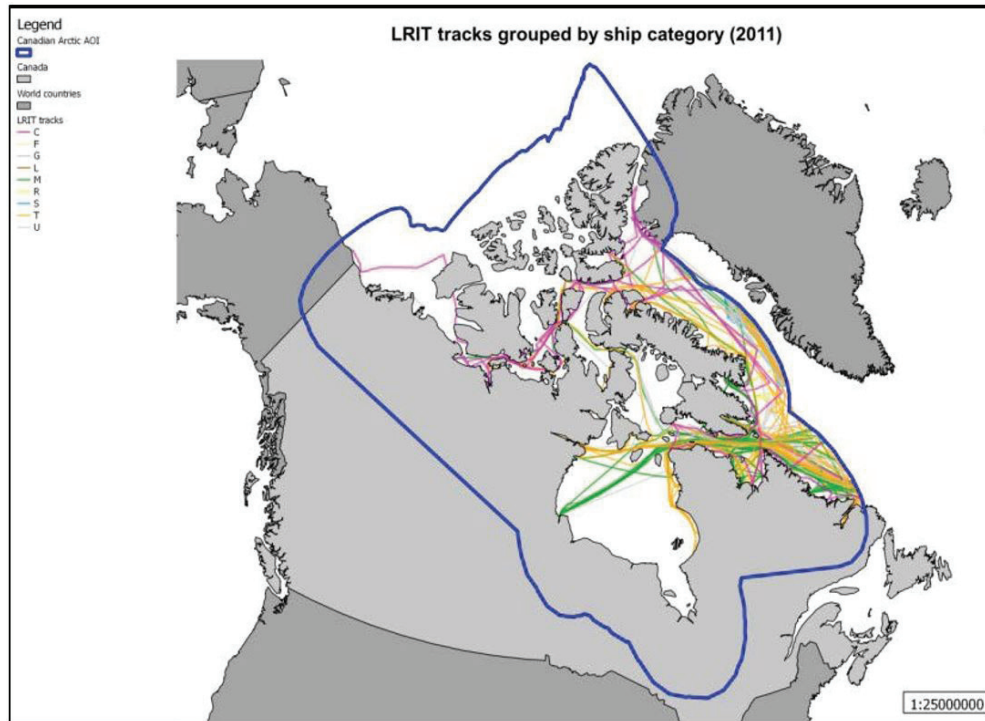 LRIT tracks grouped by ship category (2011)
Legend
Canadian Arctic AOI
Canada
World countries
LRIT tracks
C
F
G
L
M
R
S
T
U
1:25000000